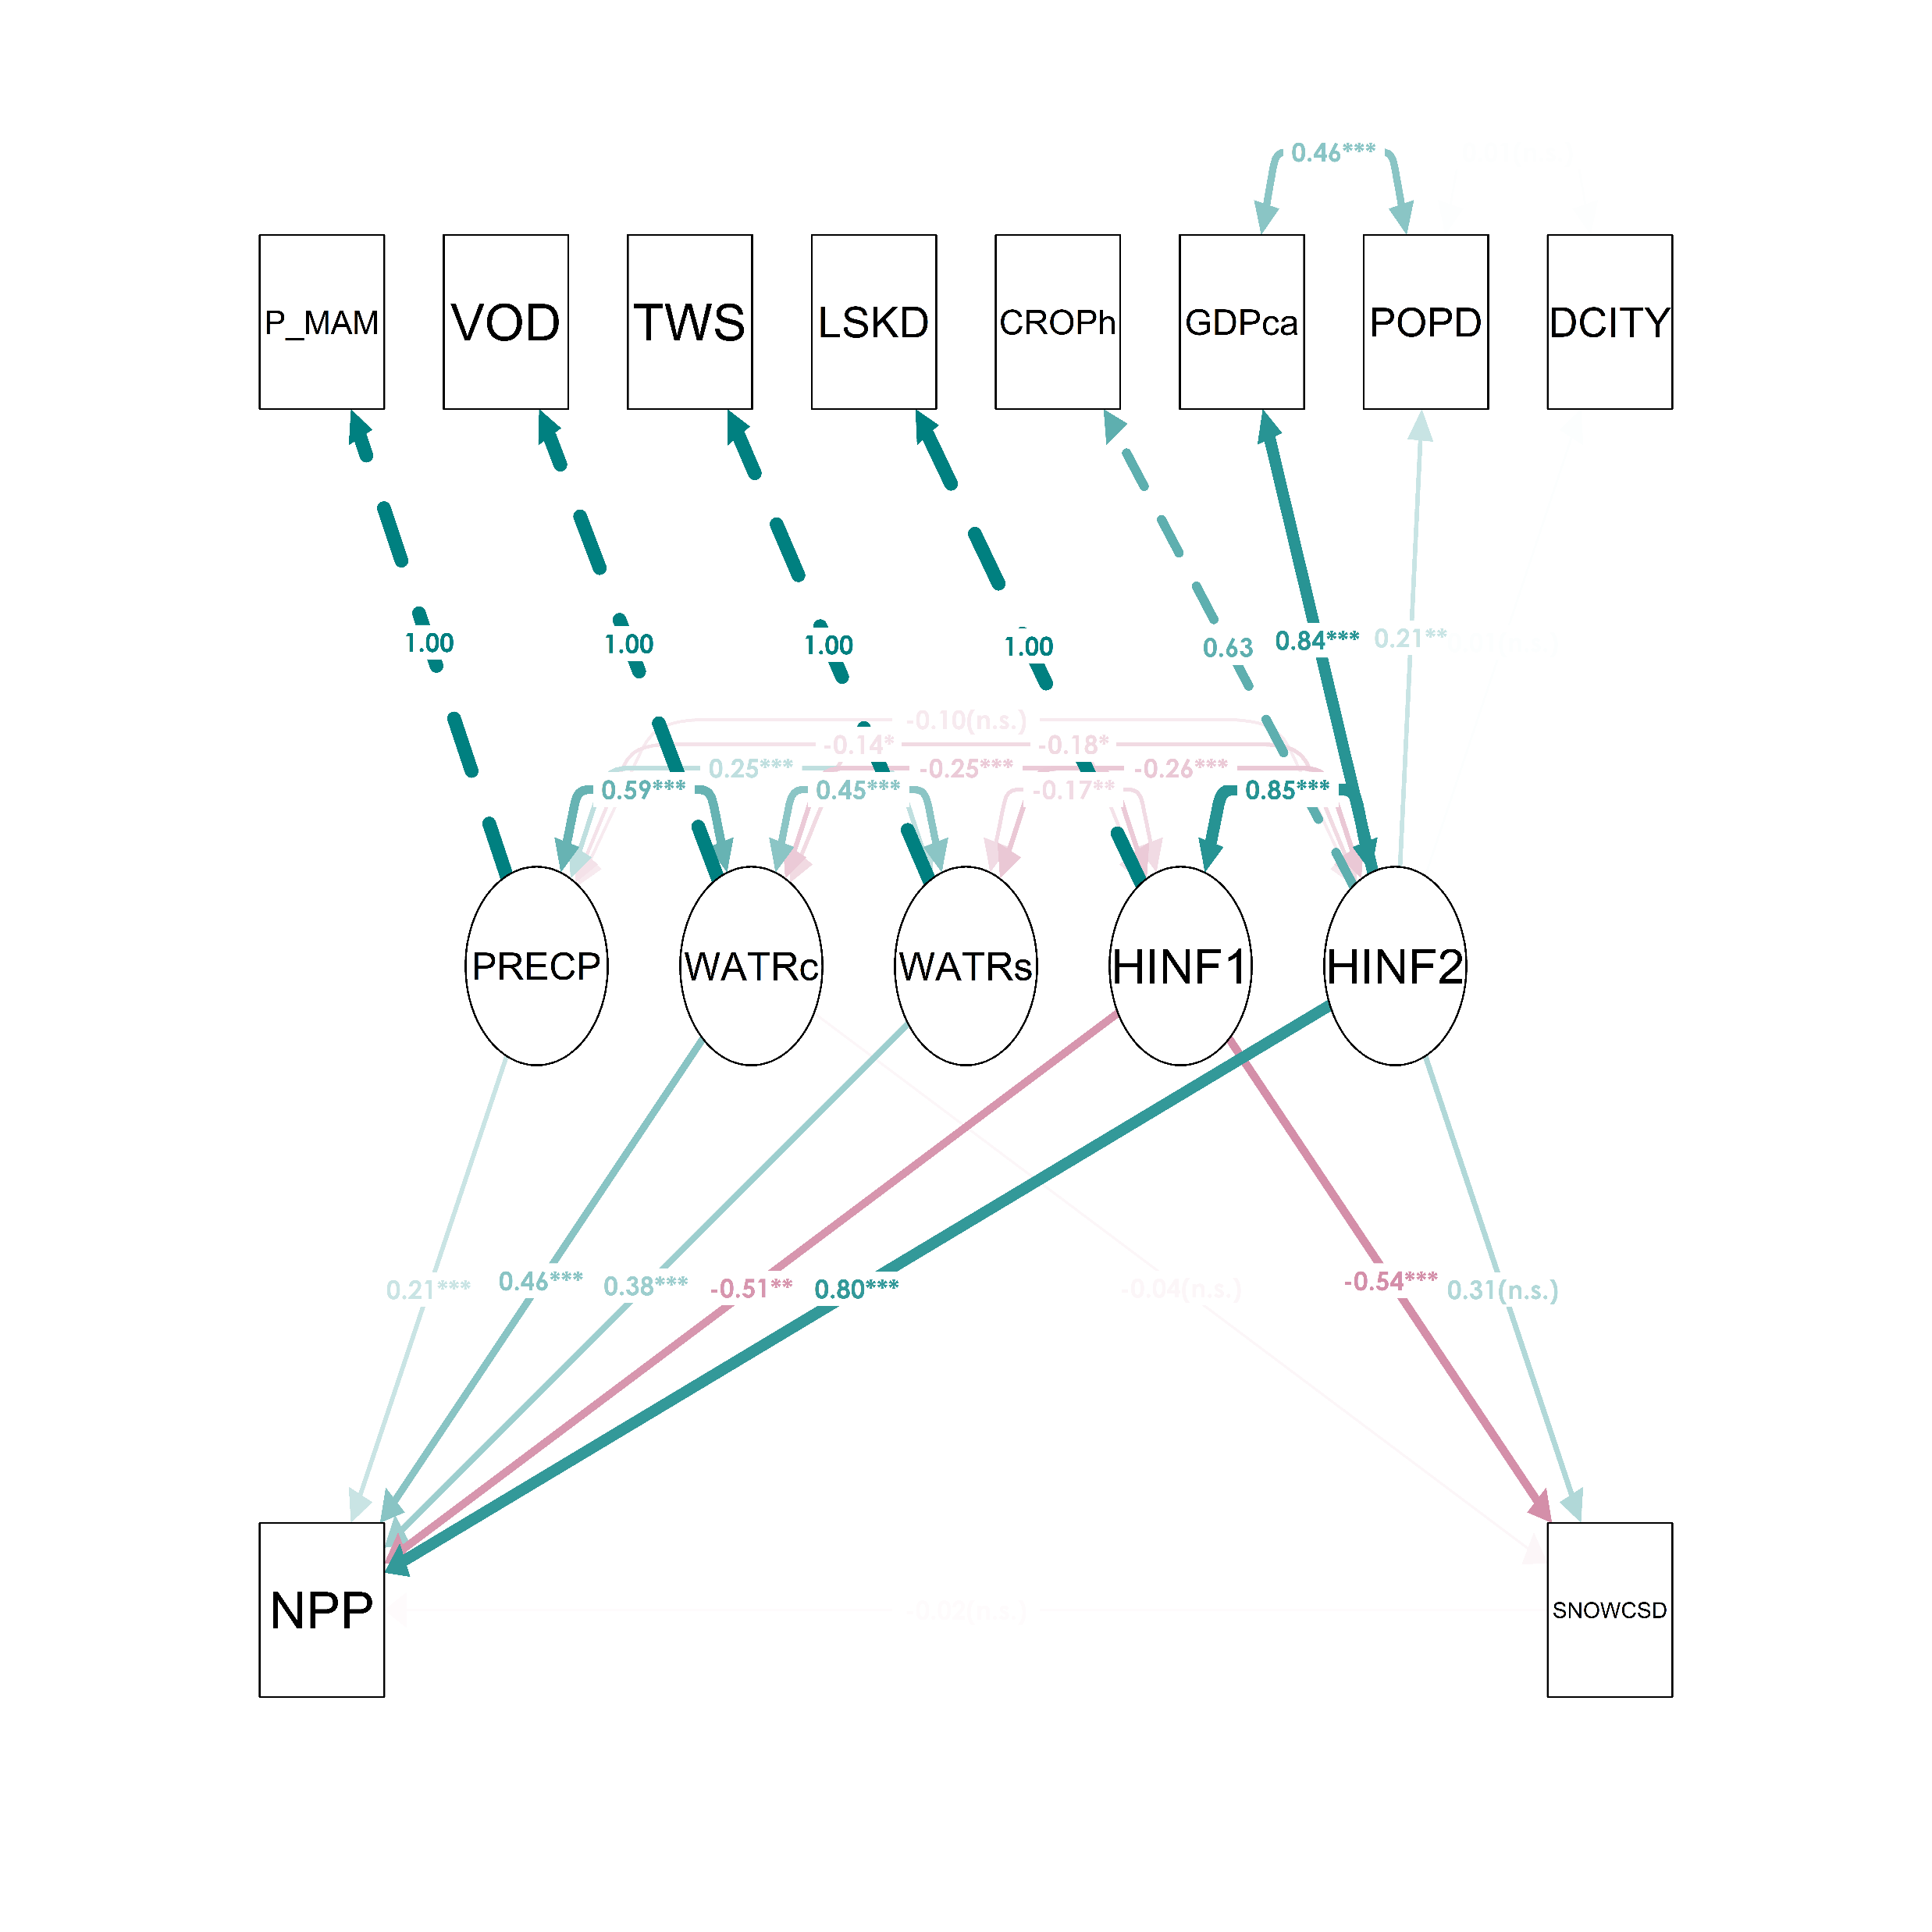 0.46***
P_MAM
VOD
TWS
LSKD
CROPh
GDPca
POPD
DCITY
1.00
1.00
1.00
1.00
0.63
0.84***
0.21**
-0.10(n.s.)
-0.14*
-0.18*
0.25***
-0.25***
-0.26***
0.59***
0.45***
-0.17**
0.85***
PRECP
WATRc
WATRs
HINF1
HINF2
0.21***
0.46***
0.38***
-0.51**
0.80***
-0.04(n.s.)
-0.54***
0.31(n.s.)
NPP
SNOWCSD